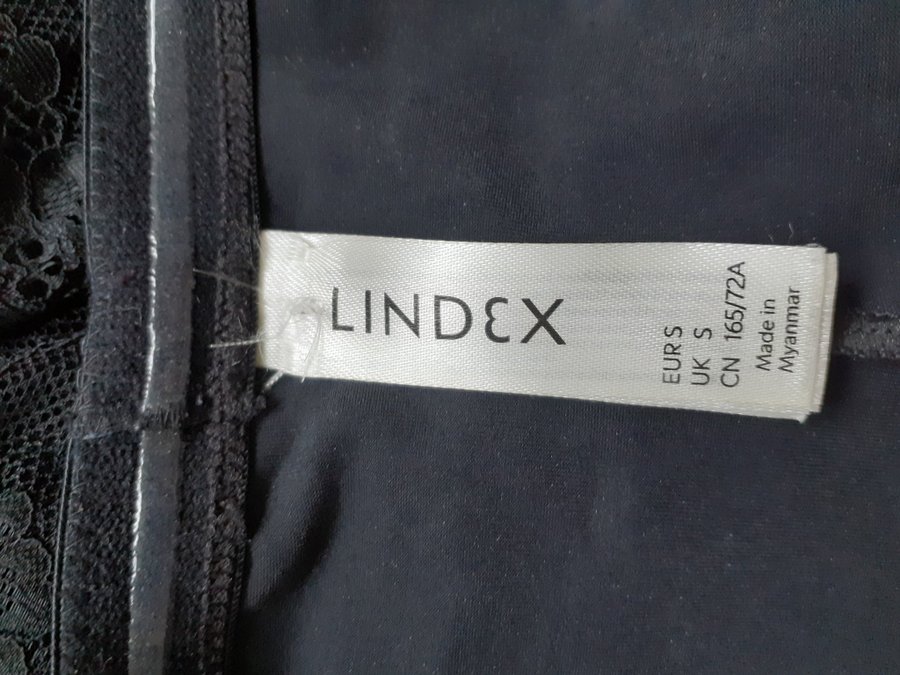 LINDEX
EUR S
UK S
CN 165/72A
Made in
Myanmar